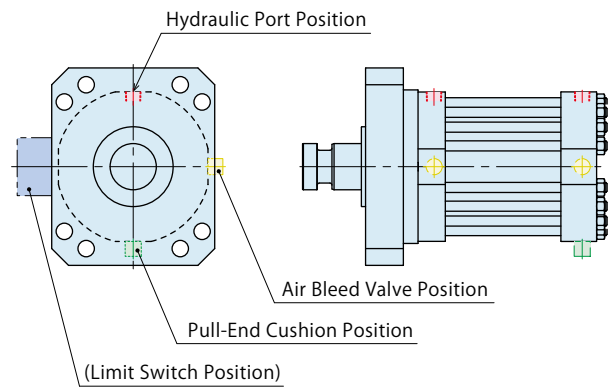 Hydraulic Port Position
Air Bleed Valve Position
Pull-End Cushion Position
(Limit Switch Position)